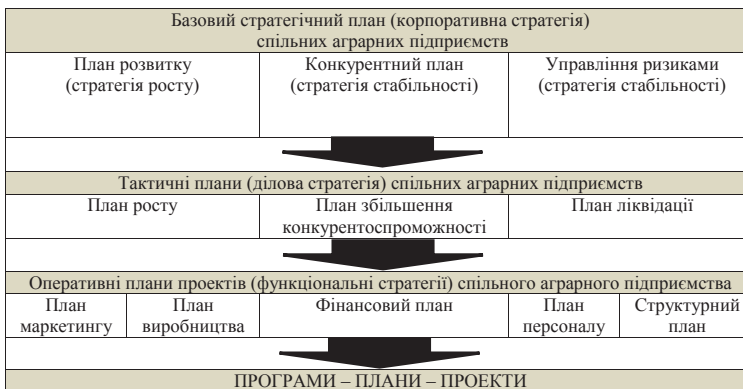 Базовий стратегічний план (корпоративна стратегія)
спільних аграрних підприємств
План розвитку
(стратегія росту)
Конкурентний план
(стратегія стабільності)
Управління ризиками
(стратегія стабільності)
Тактичні плани (ділова стратегія) спільних аграрних підприємств
План росту
План збільшення
конкурентоспроможності
План ліквідації
Оперативні плани проектів (функціональні стратегії) спільного аграрного підприємства
План
маркетингу
План
виробництва
Фінансовий план
План
персоналу
Структурний
план
ПРОГРАМИ – ПЛАНИ – ПРОЕКТИ